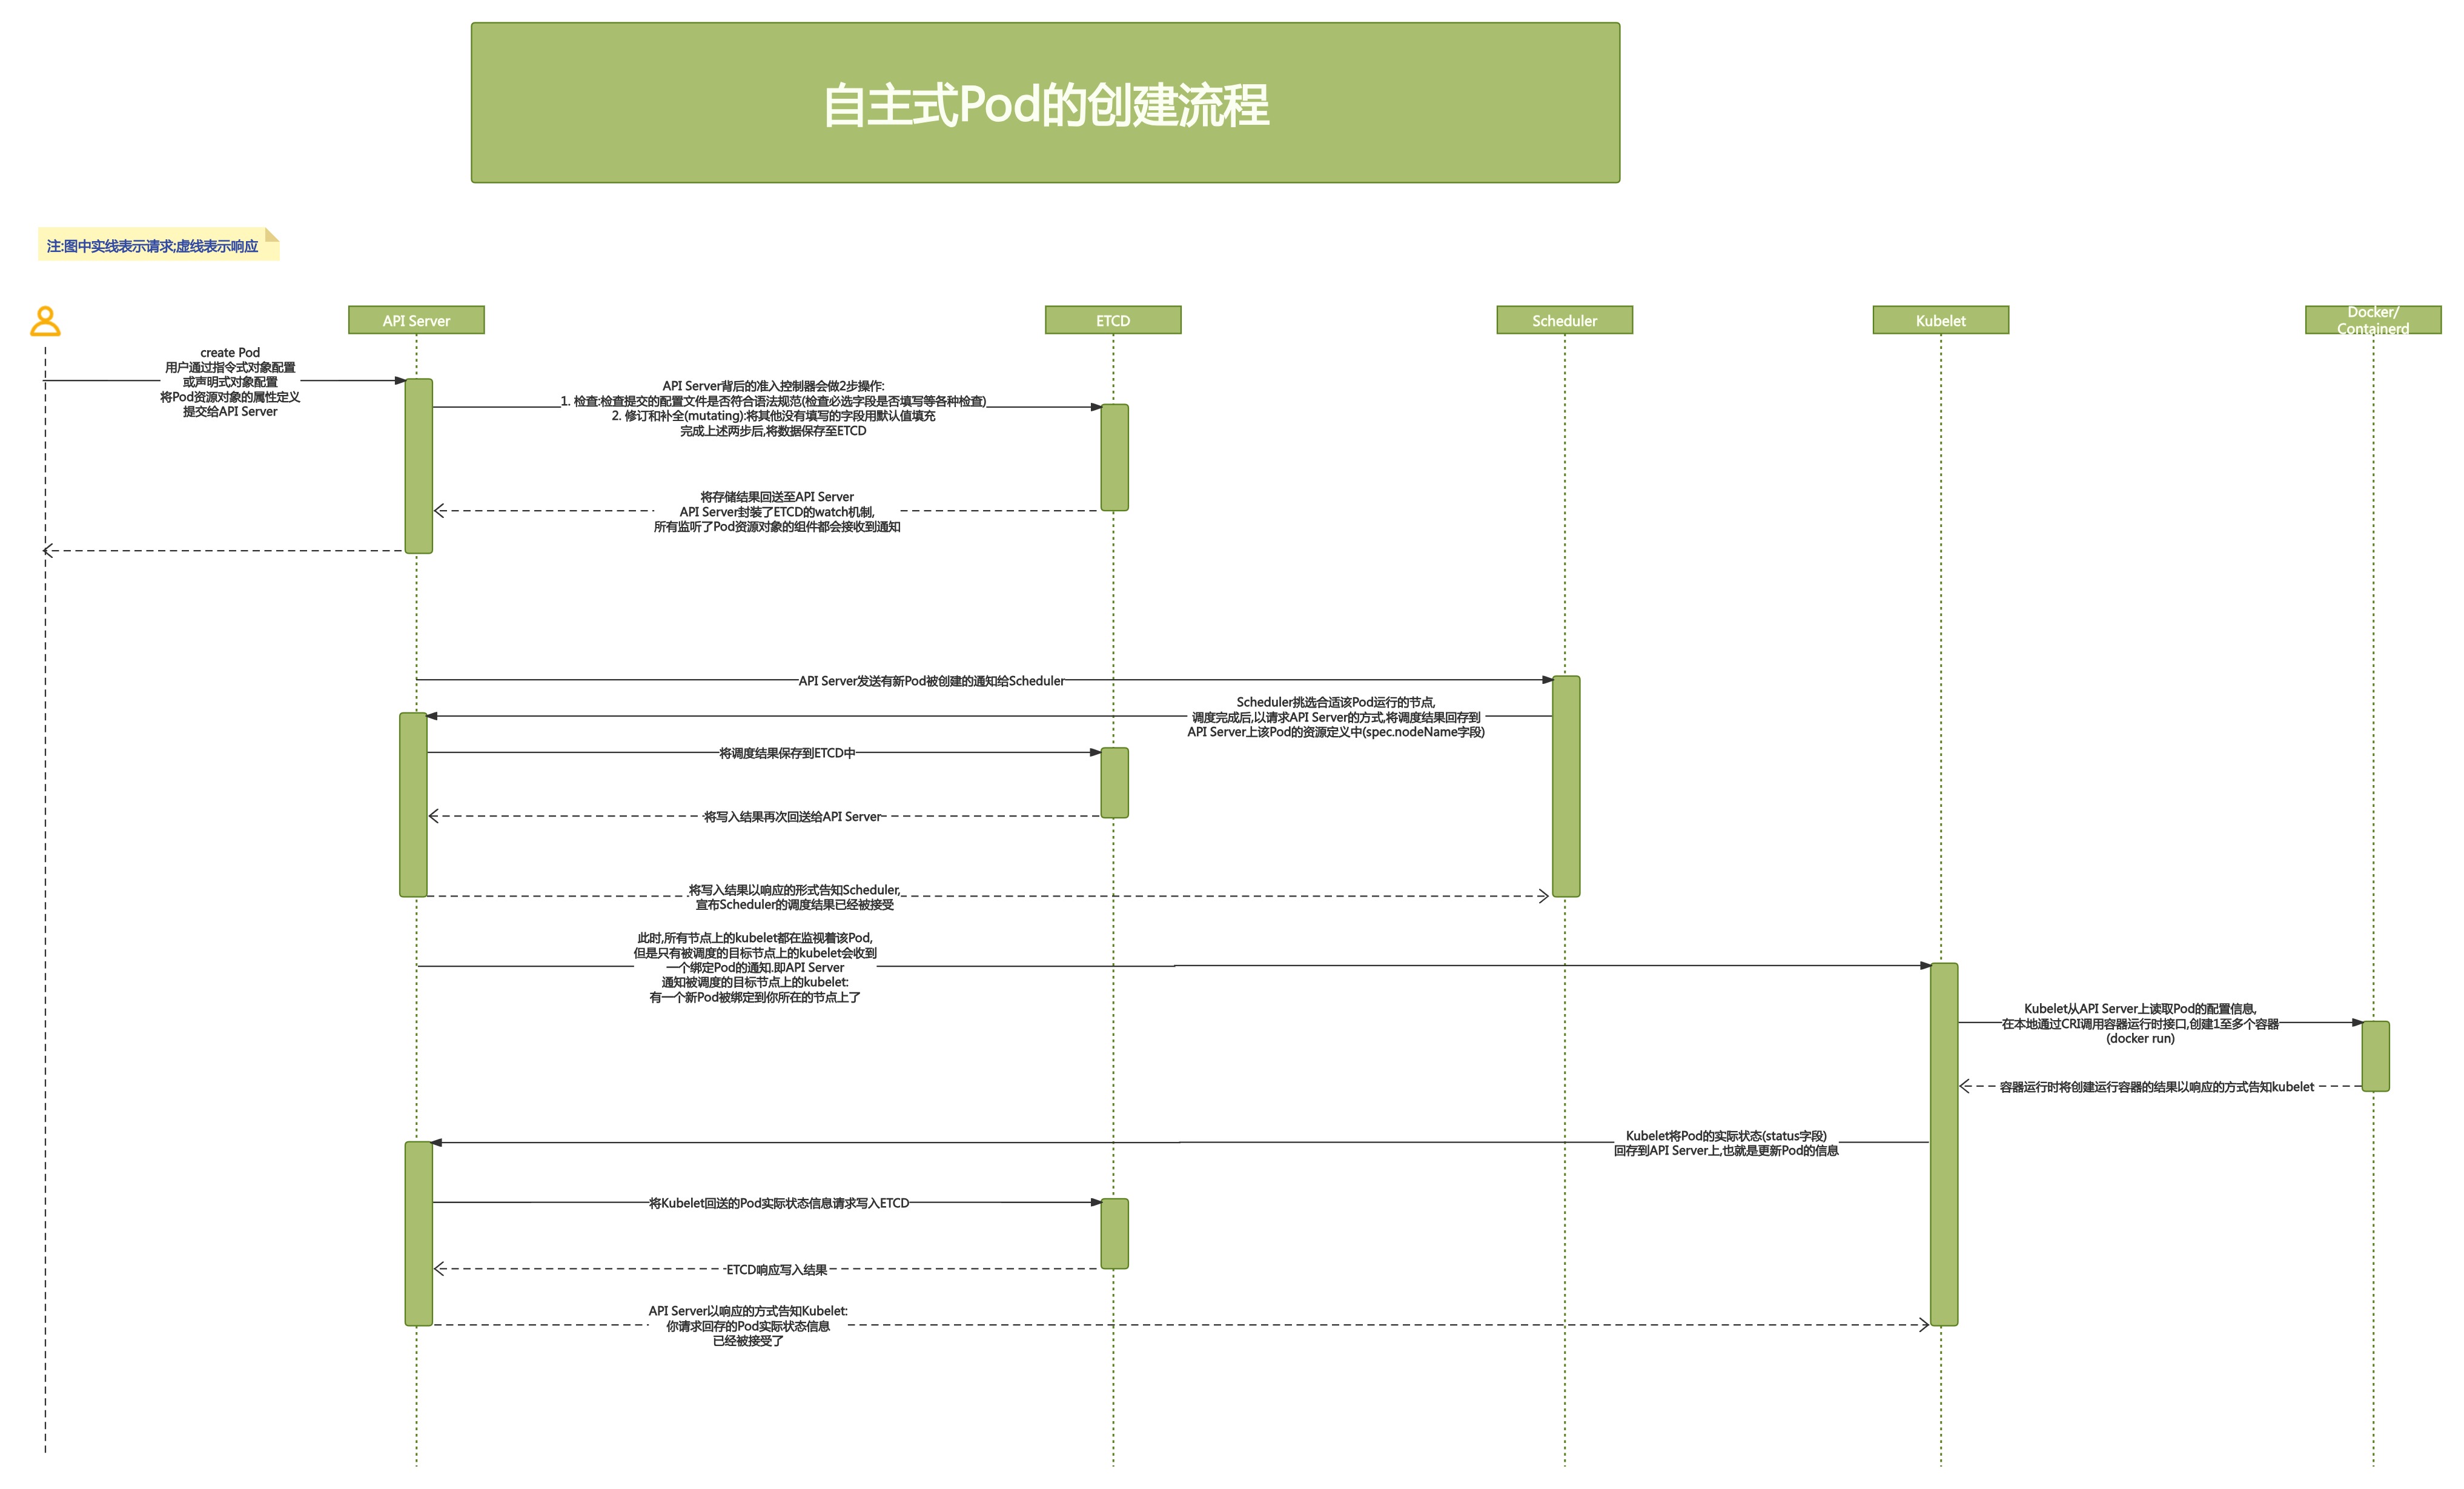 自主式Pod的创建流程
注:图中实线表示请求;虚线表示响应
API Server
ETCD
Scheduler
Kubelet
Docker/
Containerd
create Pod
用户通过指令式对象配置
或声明式对象配置
将Pod资源对象的属性定义
提交给API Server
API Server背后的准入控制器会做2步操作:
1. 检查:检查提交的配置文件是否符合语法规范(检查必选字段是否填写等各种检查)
2. 修订和补全(mutating):将其他没有填写的字段用默认值填充
完成上述两步后,将数据保存至ETCD
将存储结果回送至API Server
API Server封装了ETCD的watch机制,
所有监听了Pod资源对象的组件都会接收到通知
API Server发送有新Pod被创建的通知给Scheduler
Scheduler挑选合适该Pod运行的节点,
调度完成后,以请求API Server的方式,将调度结果回存到
API Server上该Pod的资源定义中(spec.nodeName字段)
将调度结果保存到ETCD中
将写入结果再次回送给API Server
将写入结果以响应的形式告知Scheduler,
宣布Scheduler的调度结果已经被接受
此时,所有节点上的kubelet都在监视着该Pod,
但是只有被调度的目标节点上的kubelet会收到
一个绑定Pod的通知.即API Server
通知被调度的目标节点上的kubelet:
有一个新Pod被绑定到你所在的节点上了
Kubelet从API Server上读取Pod的配置信息,
在本地通过CRI调用容器运行时接口,创建1至多个容器
(docker run)
容器运行时将创建运行容器的结果以响应的方式告知kubelet
Kubelet将Pod的实际状态(status字段)
回存到API Server上,也就是更新Pod的信息
将Kubelet回送的Pod实际状态信息请求写入ETCD
ETCD响应写入结果
API Server以响应的方式告知Kubelet:
你请求回存的Pod实际状态信息
已经被接受了